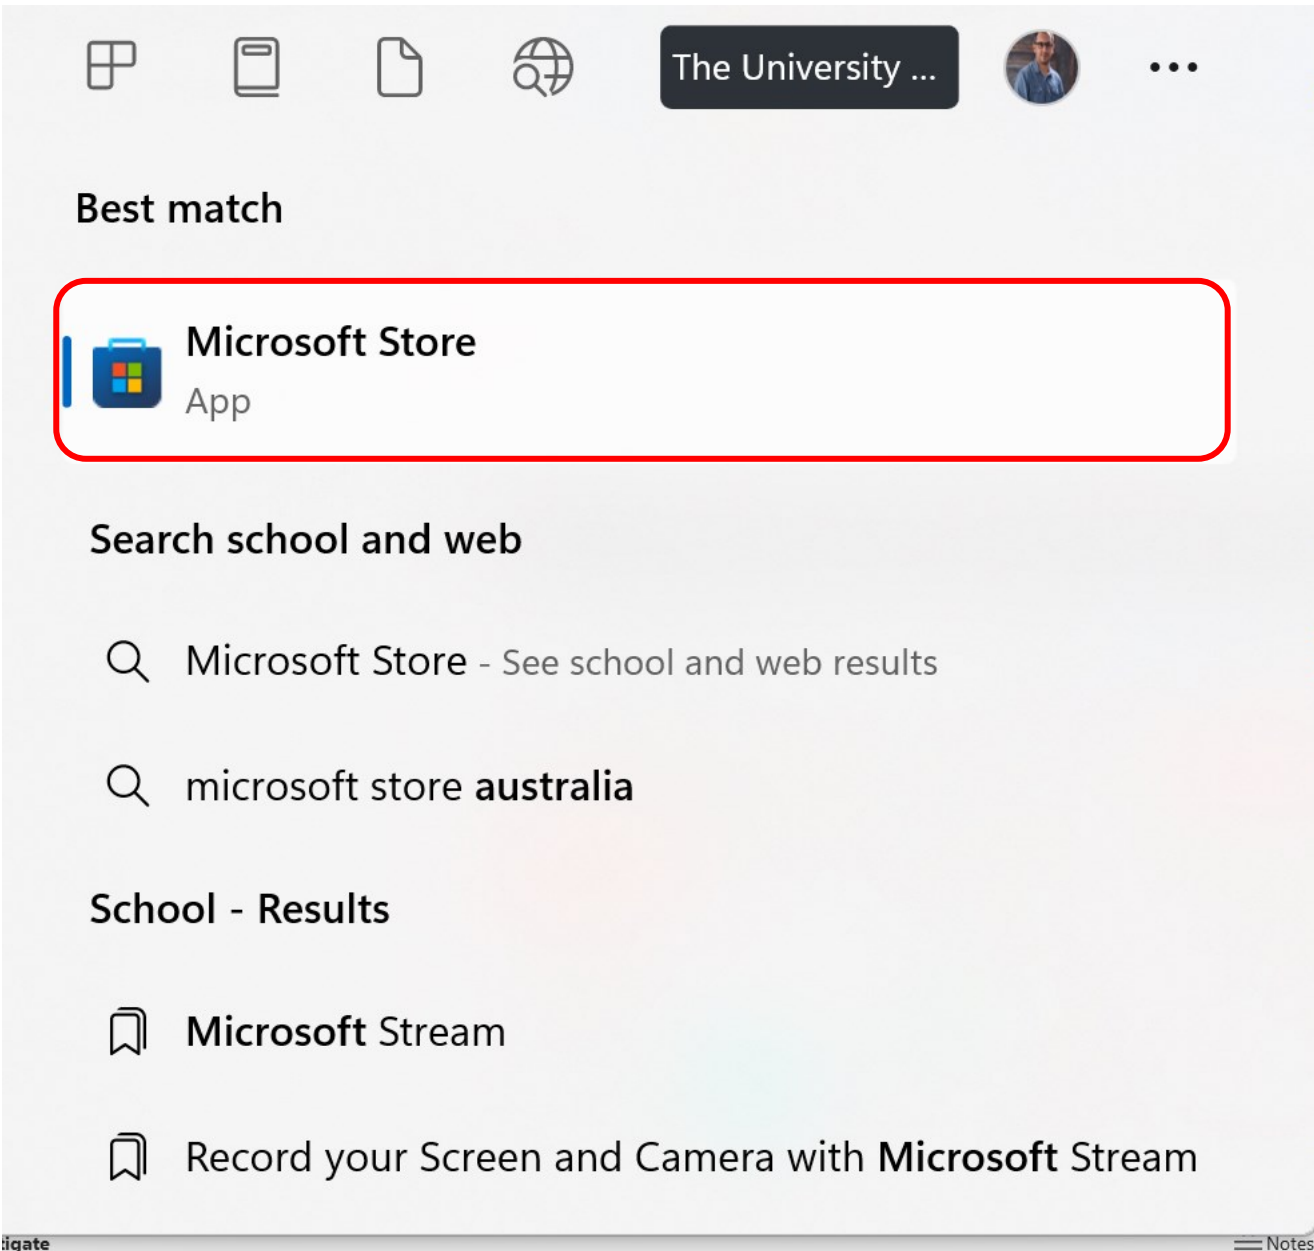 The University ...
Best match
Microsoft Store
App
Search school and web
Microsoft Store - See school and web results
microsoft store australia
School - Results
Microsoft Stream
Record your Screen and Camera with Microsoft Stream
tigate
Notes